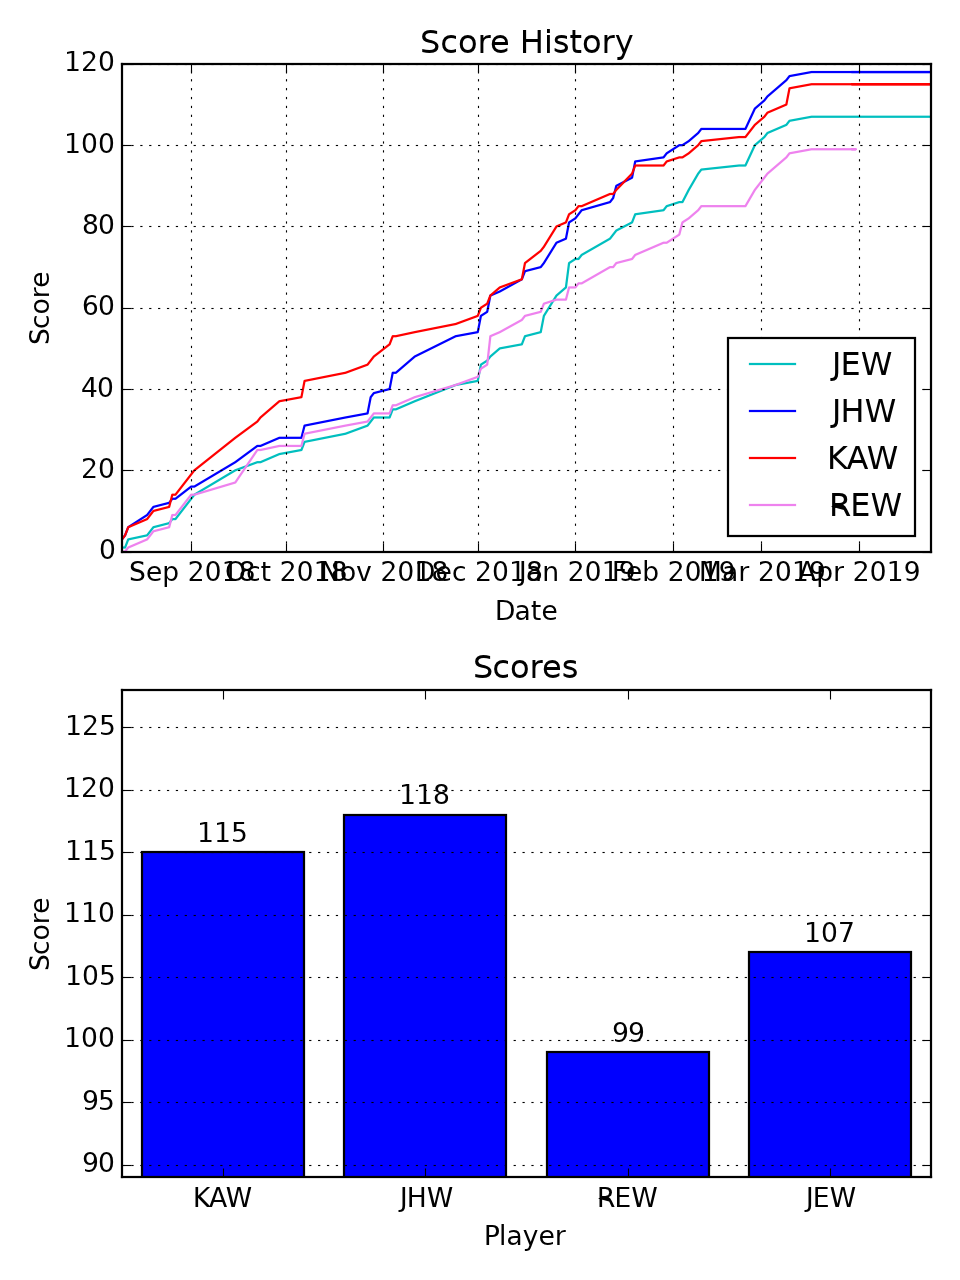 Score History
120
100
80
60
40
20
0
Score
JEW
JHW
KAW
ɌEW
Sep 2018 Oct 2018 Nov 2018 Dec 2018 Jan 2019 Feb 2019 Mar 2019 Apr 2019
Date
Scores
125
120
115
110
105
100
95
90
Score
115
118
99
107
KAW JHW ɌEW JEW
Player